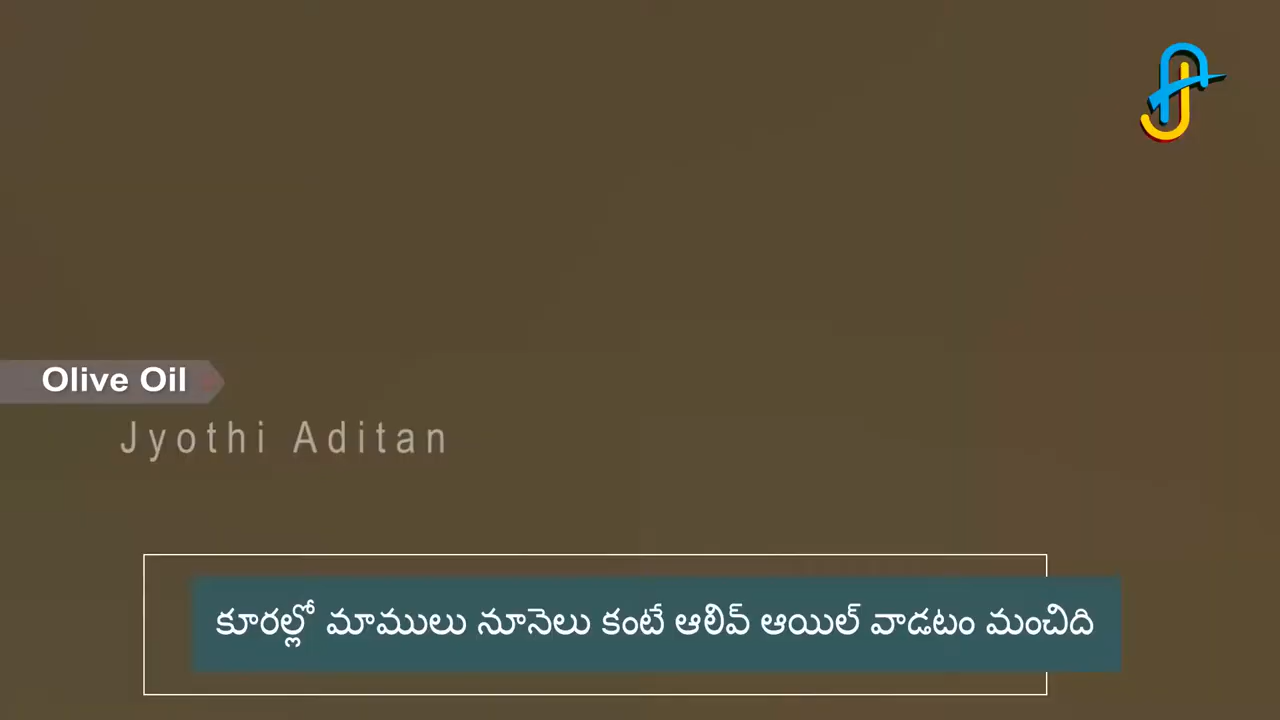 Olive Oil
Jyothi Aditan
కూరల్లో మాములు నూనెలు కంటే ఆలివ్ ఆయిల్ వాడటం మంచిది